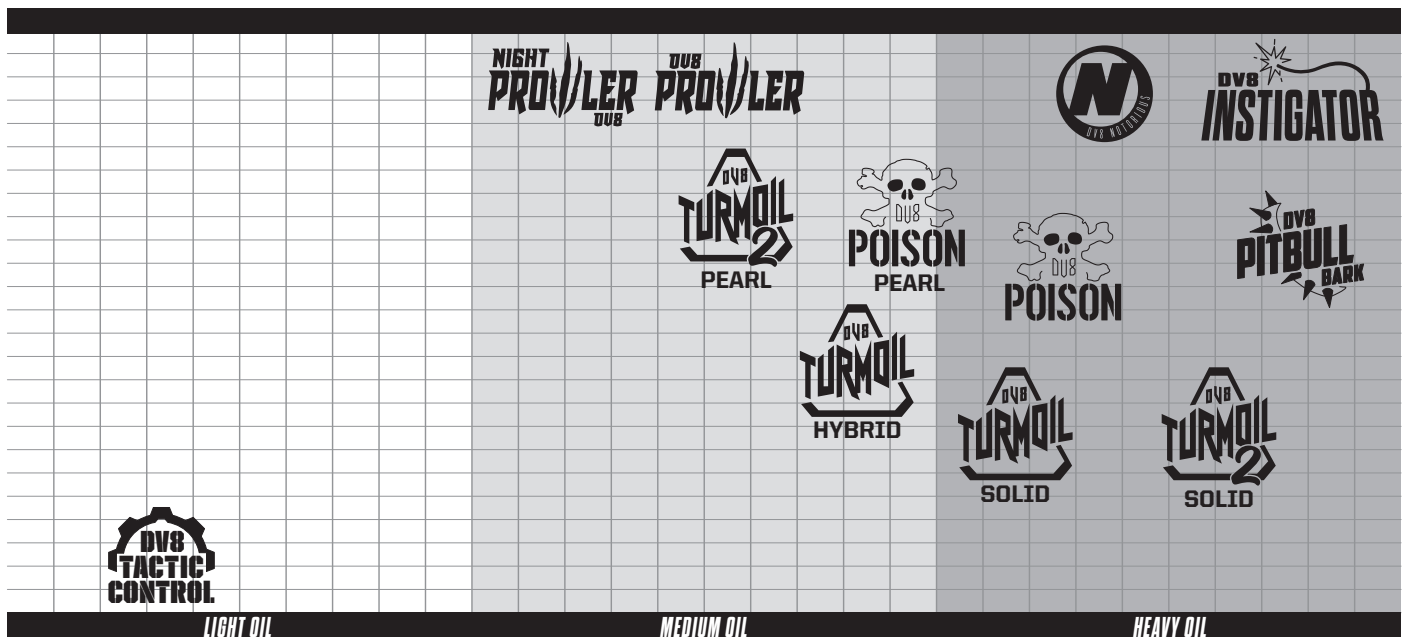 NIGHT
PROWLER
DV8
DV8
PROWLER
N
DV8 NOTORIOUS
DV8
INSTIGATOR
DV8
TURMOIL
2
PEARL
DV8
POISON
PEARL
DV8
POISON
DV8
PITBULL
BARK
DV8
TURMOIL
HYBRID
DV8
TURMOIL
SOLID
DV8
TURMOIL
2
SOLID
DV8
TACTIC
CONTROL
LIGHT OIL
MEDIUM OIL
HEAVY OIL